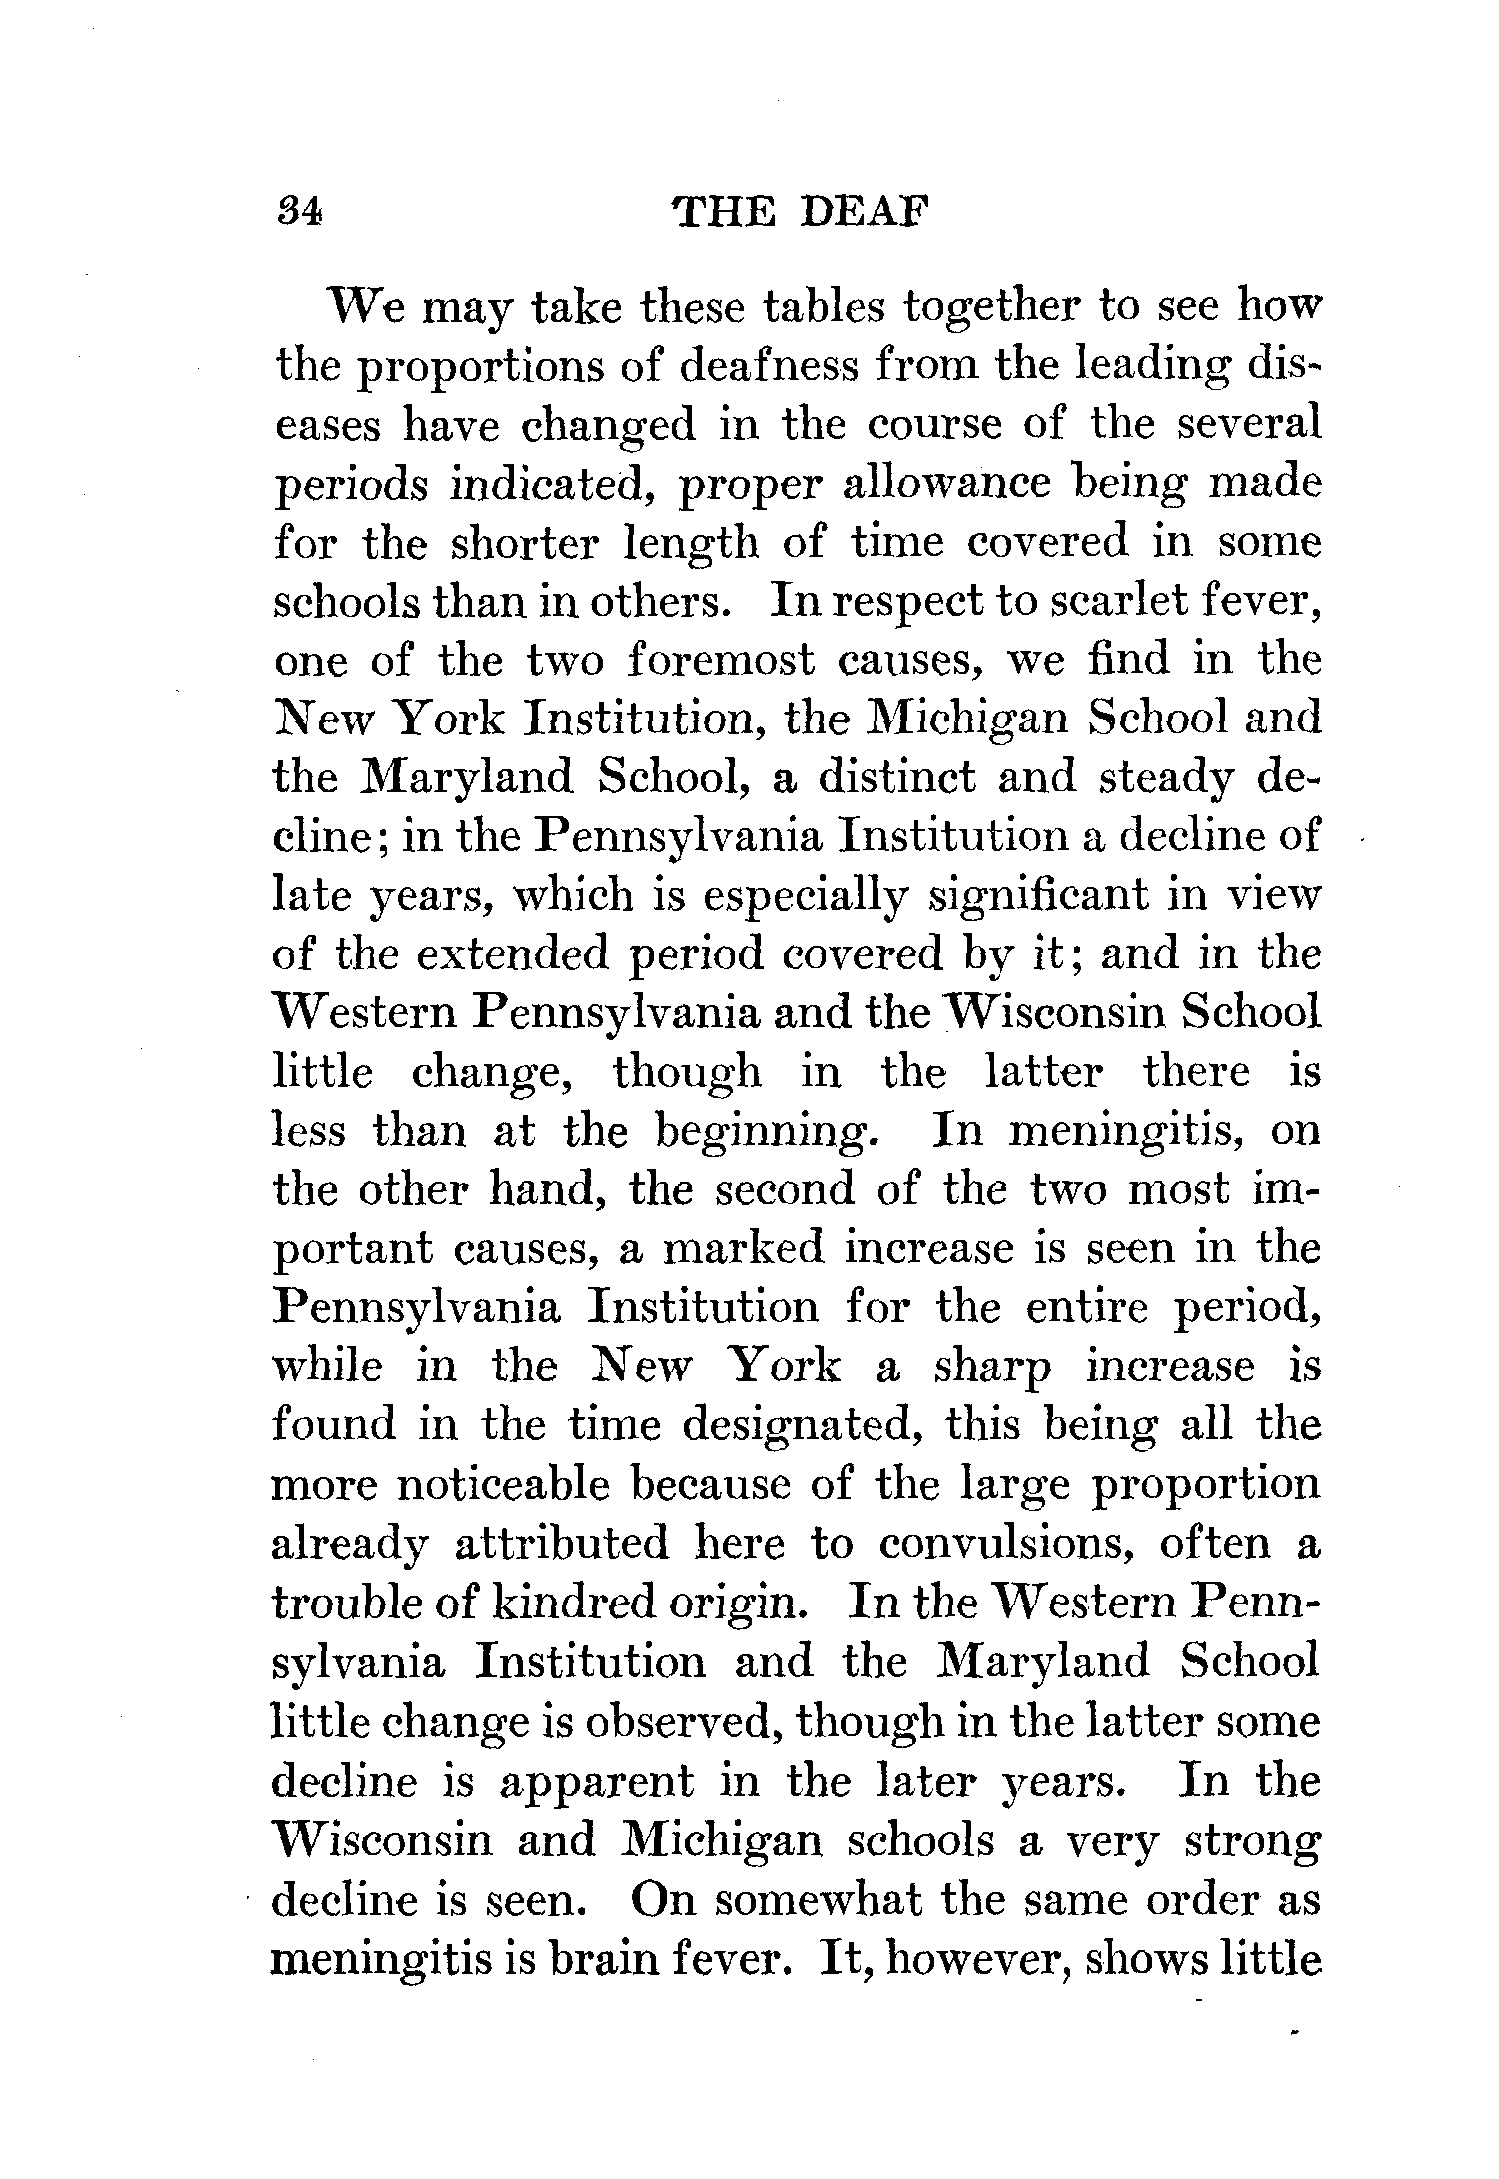 34 THE DEAF
We may take these tables together to see how
the proportions of deafness from the leading dis-
eases have changed in the course of the several
periods indicated, proper allowance being made
for the shorter length of time covered in some
schools than in others. In respect to scarlet fever,
one of the two foremost causes, we find in the
New York Institution, the Michigan School and
the Maryland School, a distinct and steady de-
cline; in the Pennsylvania Institution a decline of
late years, which is especially significant in view
of the extended period covered by it; and in the
Western Pennsylvania and the Wisconsin School
little change, though in the latter there is
less than at the beginning. In meningitis, on
the other hand, the second of the two most im-
portant causes, a marked increase is seen in the
Pennsylvania Institution for the entire period,
while in the New York a sharp increase is
found in the time designated, this being all the
more noticeable because of the large proportion
already attributed here to convulsions, often a
trouble of kindred origin. In the Western Penn-
sylvania Institution and the Maryland School
little change is observed, though in the latter some
decline is apparent in the later years. In the
Wisconsin and Michigan schools a very strong
decline is seen. On somewhat the same order as
meningitis is brain fever. It, however, shows little